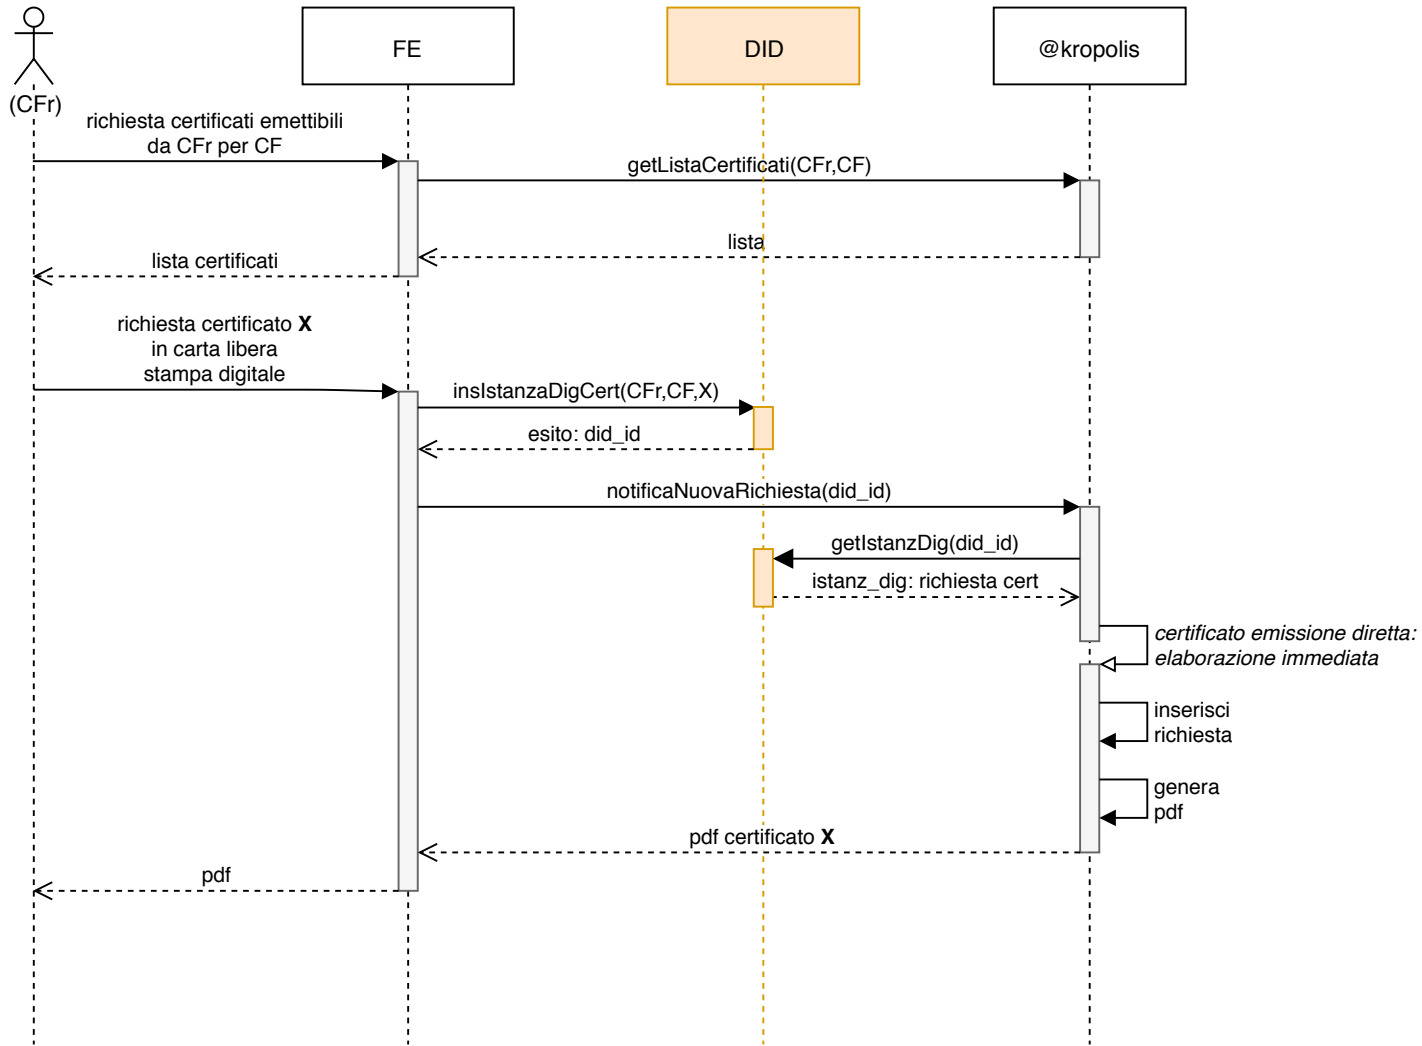 FE
DID
@kropolis
(CFr)
richiesta certificati emettibili
da CFr per CF
getListaCertificati(CFr,CF)
lista
lista certificati
richiesta certificato X
in carta libera
stampa digitale
insIstanzaDigCert(CFr,CF,X)
esito: did_id
notificaNuovaRichiesta(did_id)
getIstanzDig(did_id)
istanz_dig: richiesta cert
certificato emissione diretta:
elaborazione immediata
inserisci
richiesta
genera
pdf
pdf certificato X
pdf